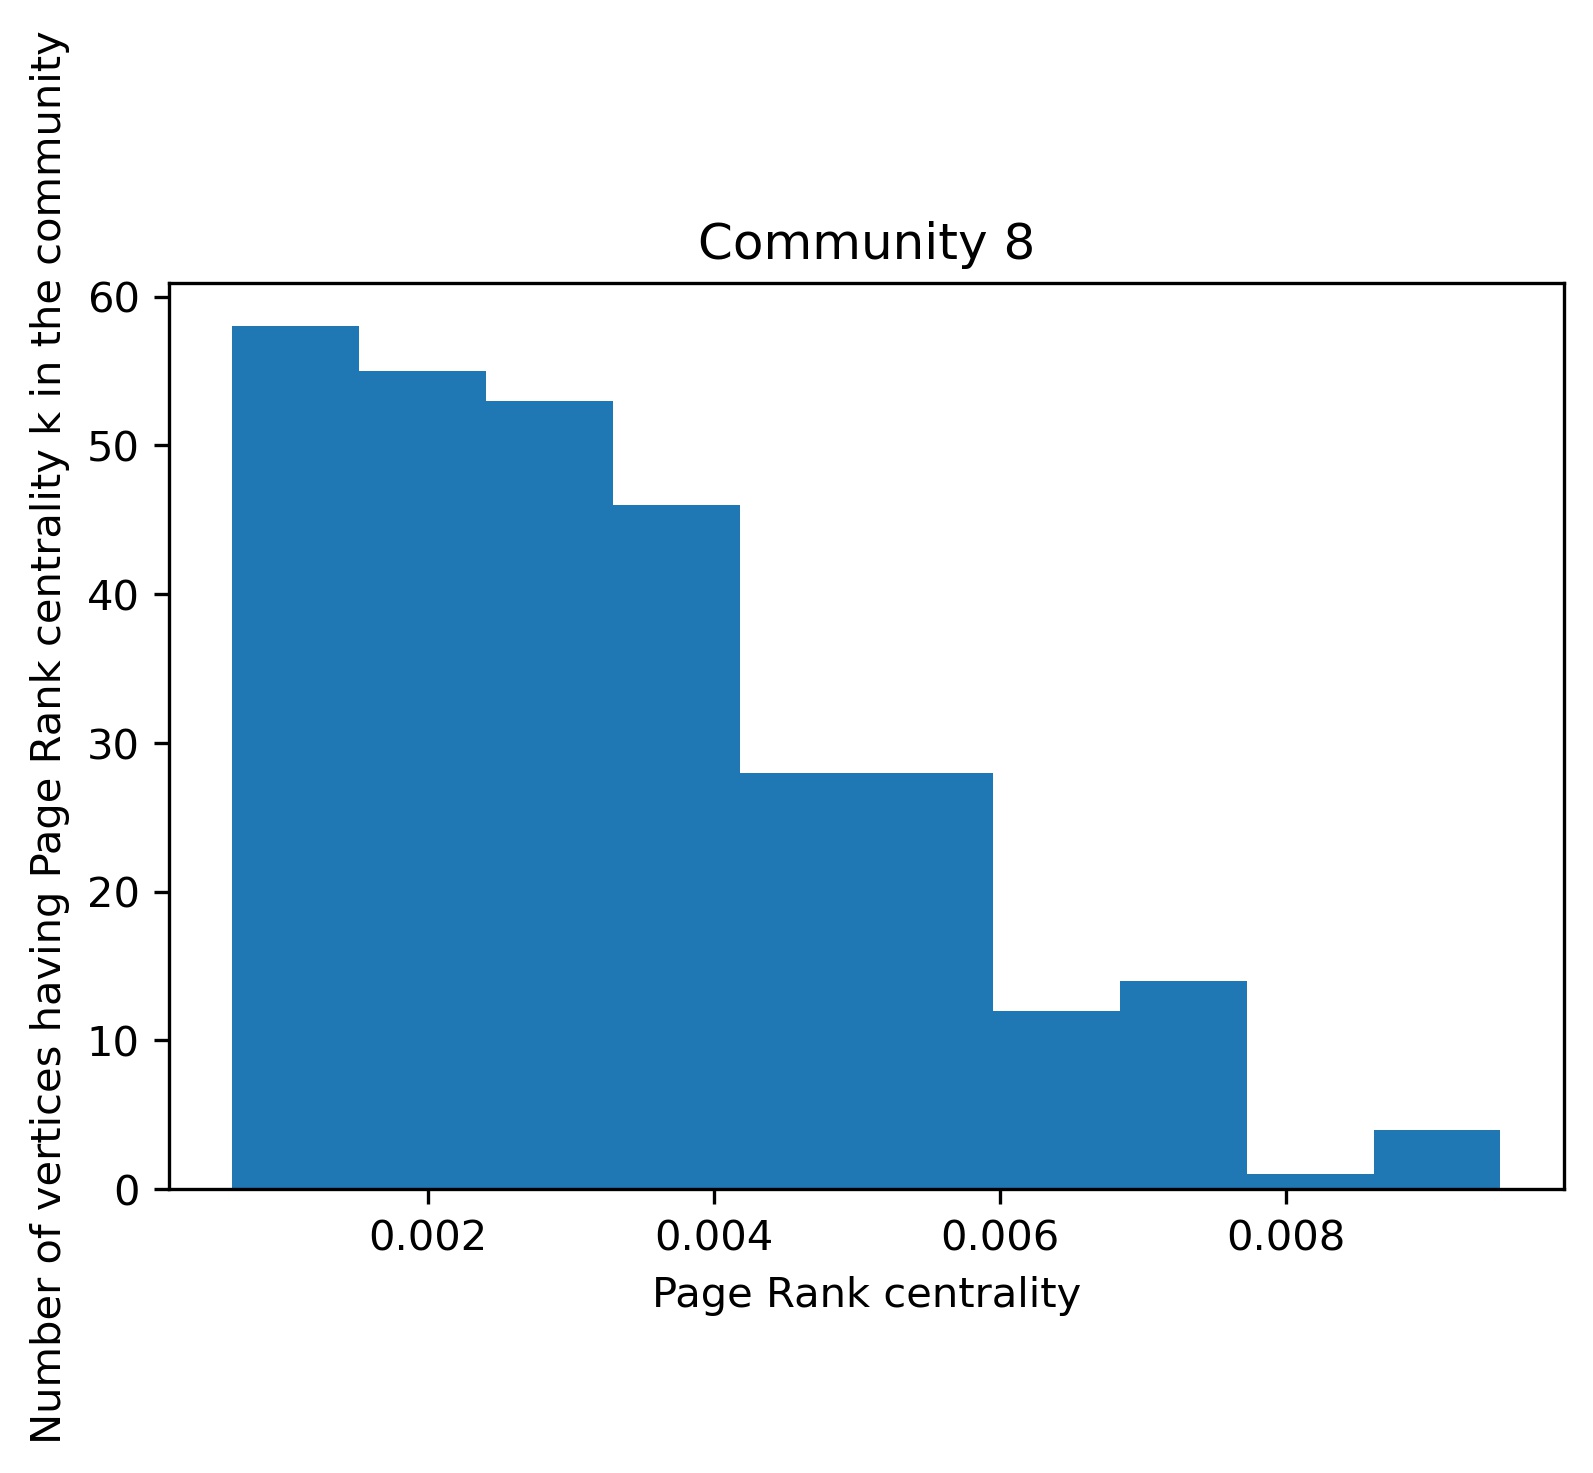 Community 8
Number of vertices having Page Rank centrality k in the community
60
50
40
30
20
10
0
0.002 0.004 0.006 0.008
Page Rank centrality